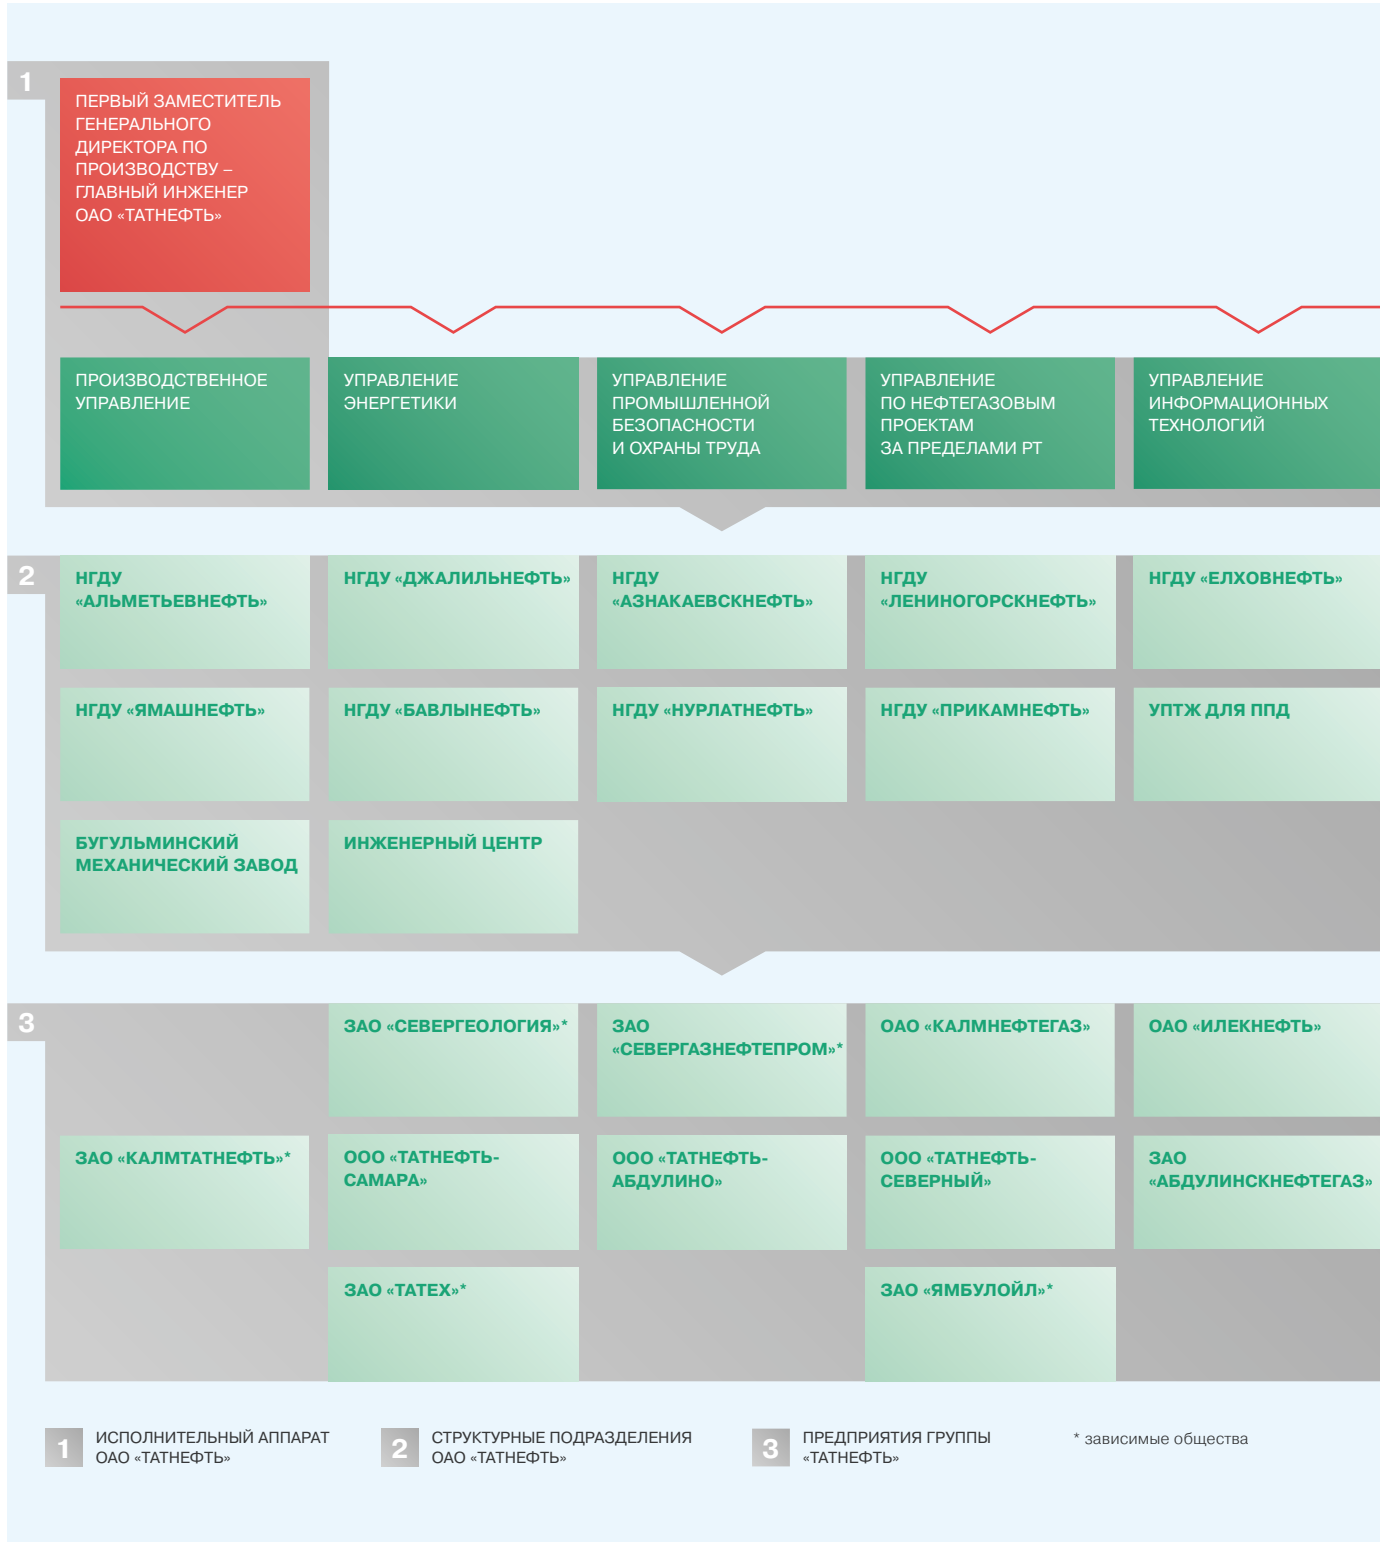 1
ПЕРВЫЙ ЗАМЕСТИТЕЛЬ
ГЕНЕРАЛЬНОГО
ДИРЕКТОРА ПО
ПРОИЗВОДСТВУ –
ГЛАВНЫЙ ИНЖЕНЕР
ОАО «ТАТНЕФТЬ»
ПРОИЗВОДСТВЕННОЕ
УПРАВЛЕНИЕ
УПРАВЛЕНИЕ
ЭНЕРГЕТИКИ
УПРАВЛЕНИЕ
ПРОМЫШЛЕННОЙ
БЕЗОПАСНОСТИ
И ОХРАНЫ ТРУДА
УПРАВЛЕНИЕ
ПО НЕФТЕГАЗОВЫМ
ПРОЕКТАМ
ЗА ПРЕДЕЛАМИ РТ
УПРАВЛЕНИЕ
ИНФОРМАЦИОННЫХ
ТЕХНОЛОГИЙ
2
НГДУ
«АЛЬМЕТЬЕВНЕФТЬ»
НГДУ «ДЖАЛИЛЬНЕФТЬ»
НГДУ
«АЗНАКАЕВСКНЕФТЬ»
НГДУ
«ЛЕНИНОГОРСКНЕФТЬ»
НГДУ «ЕЛХОВНЕФТЬ»
НГДУ «ЯМАШНЕФТЬ»
НГДУ «БАВЛЫНЕФТЬ»
НГДУ «НУРЛАТНЕФТЬ»
НГДУ «ПРИКАМНЕФТЬ»
УПТЖ ДЛЯ ППД
БУГУЛЬМИНСКИЙ
МЕХАНИЧЕСКИЙ ЗАВОД
ИНЖЕНЕРНЫЙ ЦЕНТР
3
ЗАО «СЕВЕРГЕОЛОГИЯ»*
ЗАО
«СЕВЕРГАЗНЕФТЕПРОМ»*
ОАО «КАЛМНЕФТЕГАЗ»
ОАО «ИЛЕКНЕФТЬ»
ЗАО «КАЛМТАТНЕФТЬ»*
ООО «ТАТНЕФТЬ-
САМАРА»
ООО «ТАТНЕФТЬ-
АБДУЛИНО»
ООО «ТАТНЕФТЬ-
СЕВЕРНЫЙ»
ЗАО
«АБДУЛИНСКНЕФТЕГАЗ»
ЗАО «ТАТЕХ»*
ЗАО «ЯМБУЛОЙЛ»*
1
ИСПОЛНИТЕЛЬНЫЙ АППАРАТ
ОАО «ТАТНЕФТЬ»
2
СТРУКТУРНЫЕ ПОДРАЗДЕЛЕНИЯ
ОАО «ТАТНЕФТЬ»
3
ПРЕДПРИЯТИЯ ГРУППЫ
«ТАТНЕФТЬ»
* зависимые общества